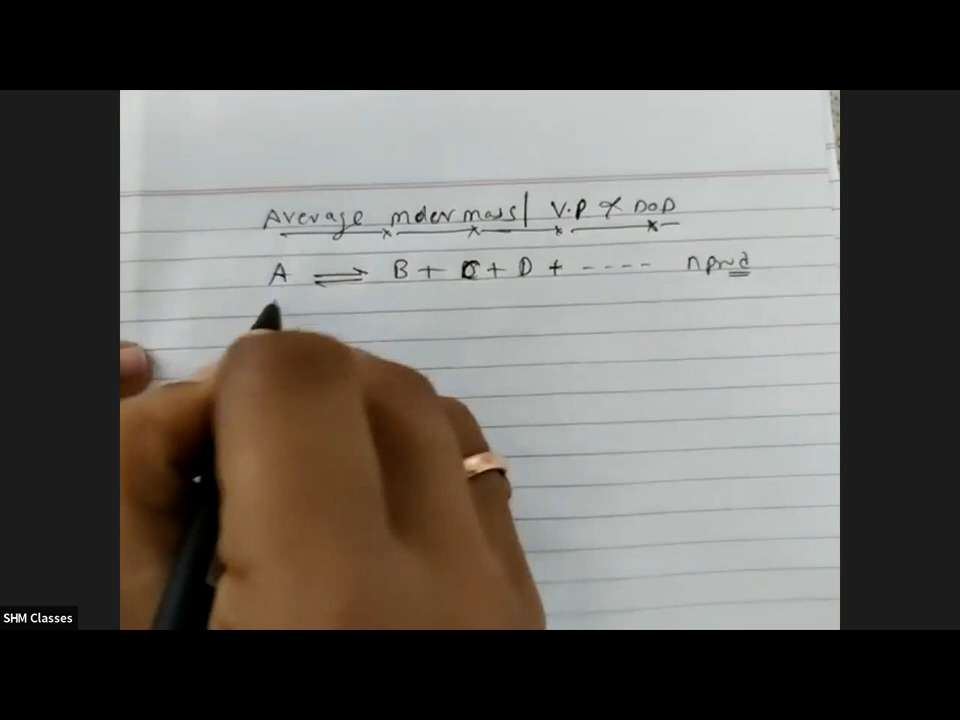 Average molar mass| V.P ∝ DOD
A ⇌ B + C + D + ---- n prod
SHM Classes